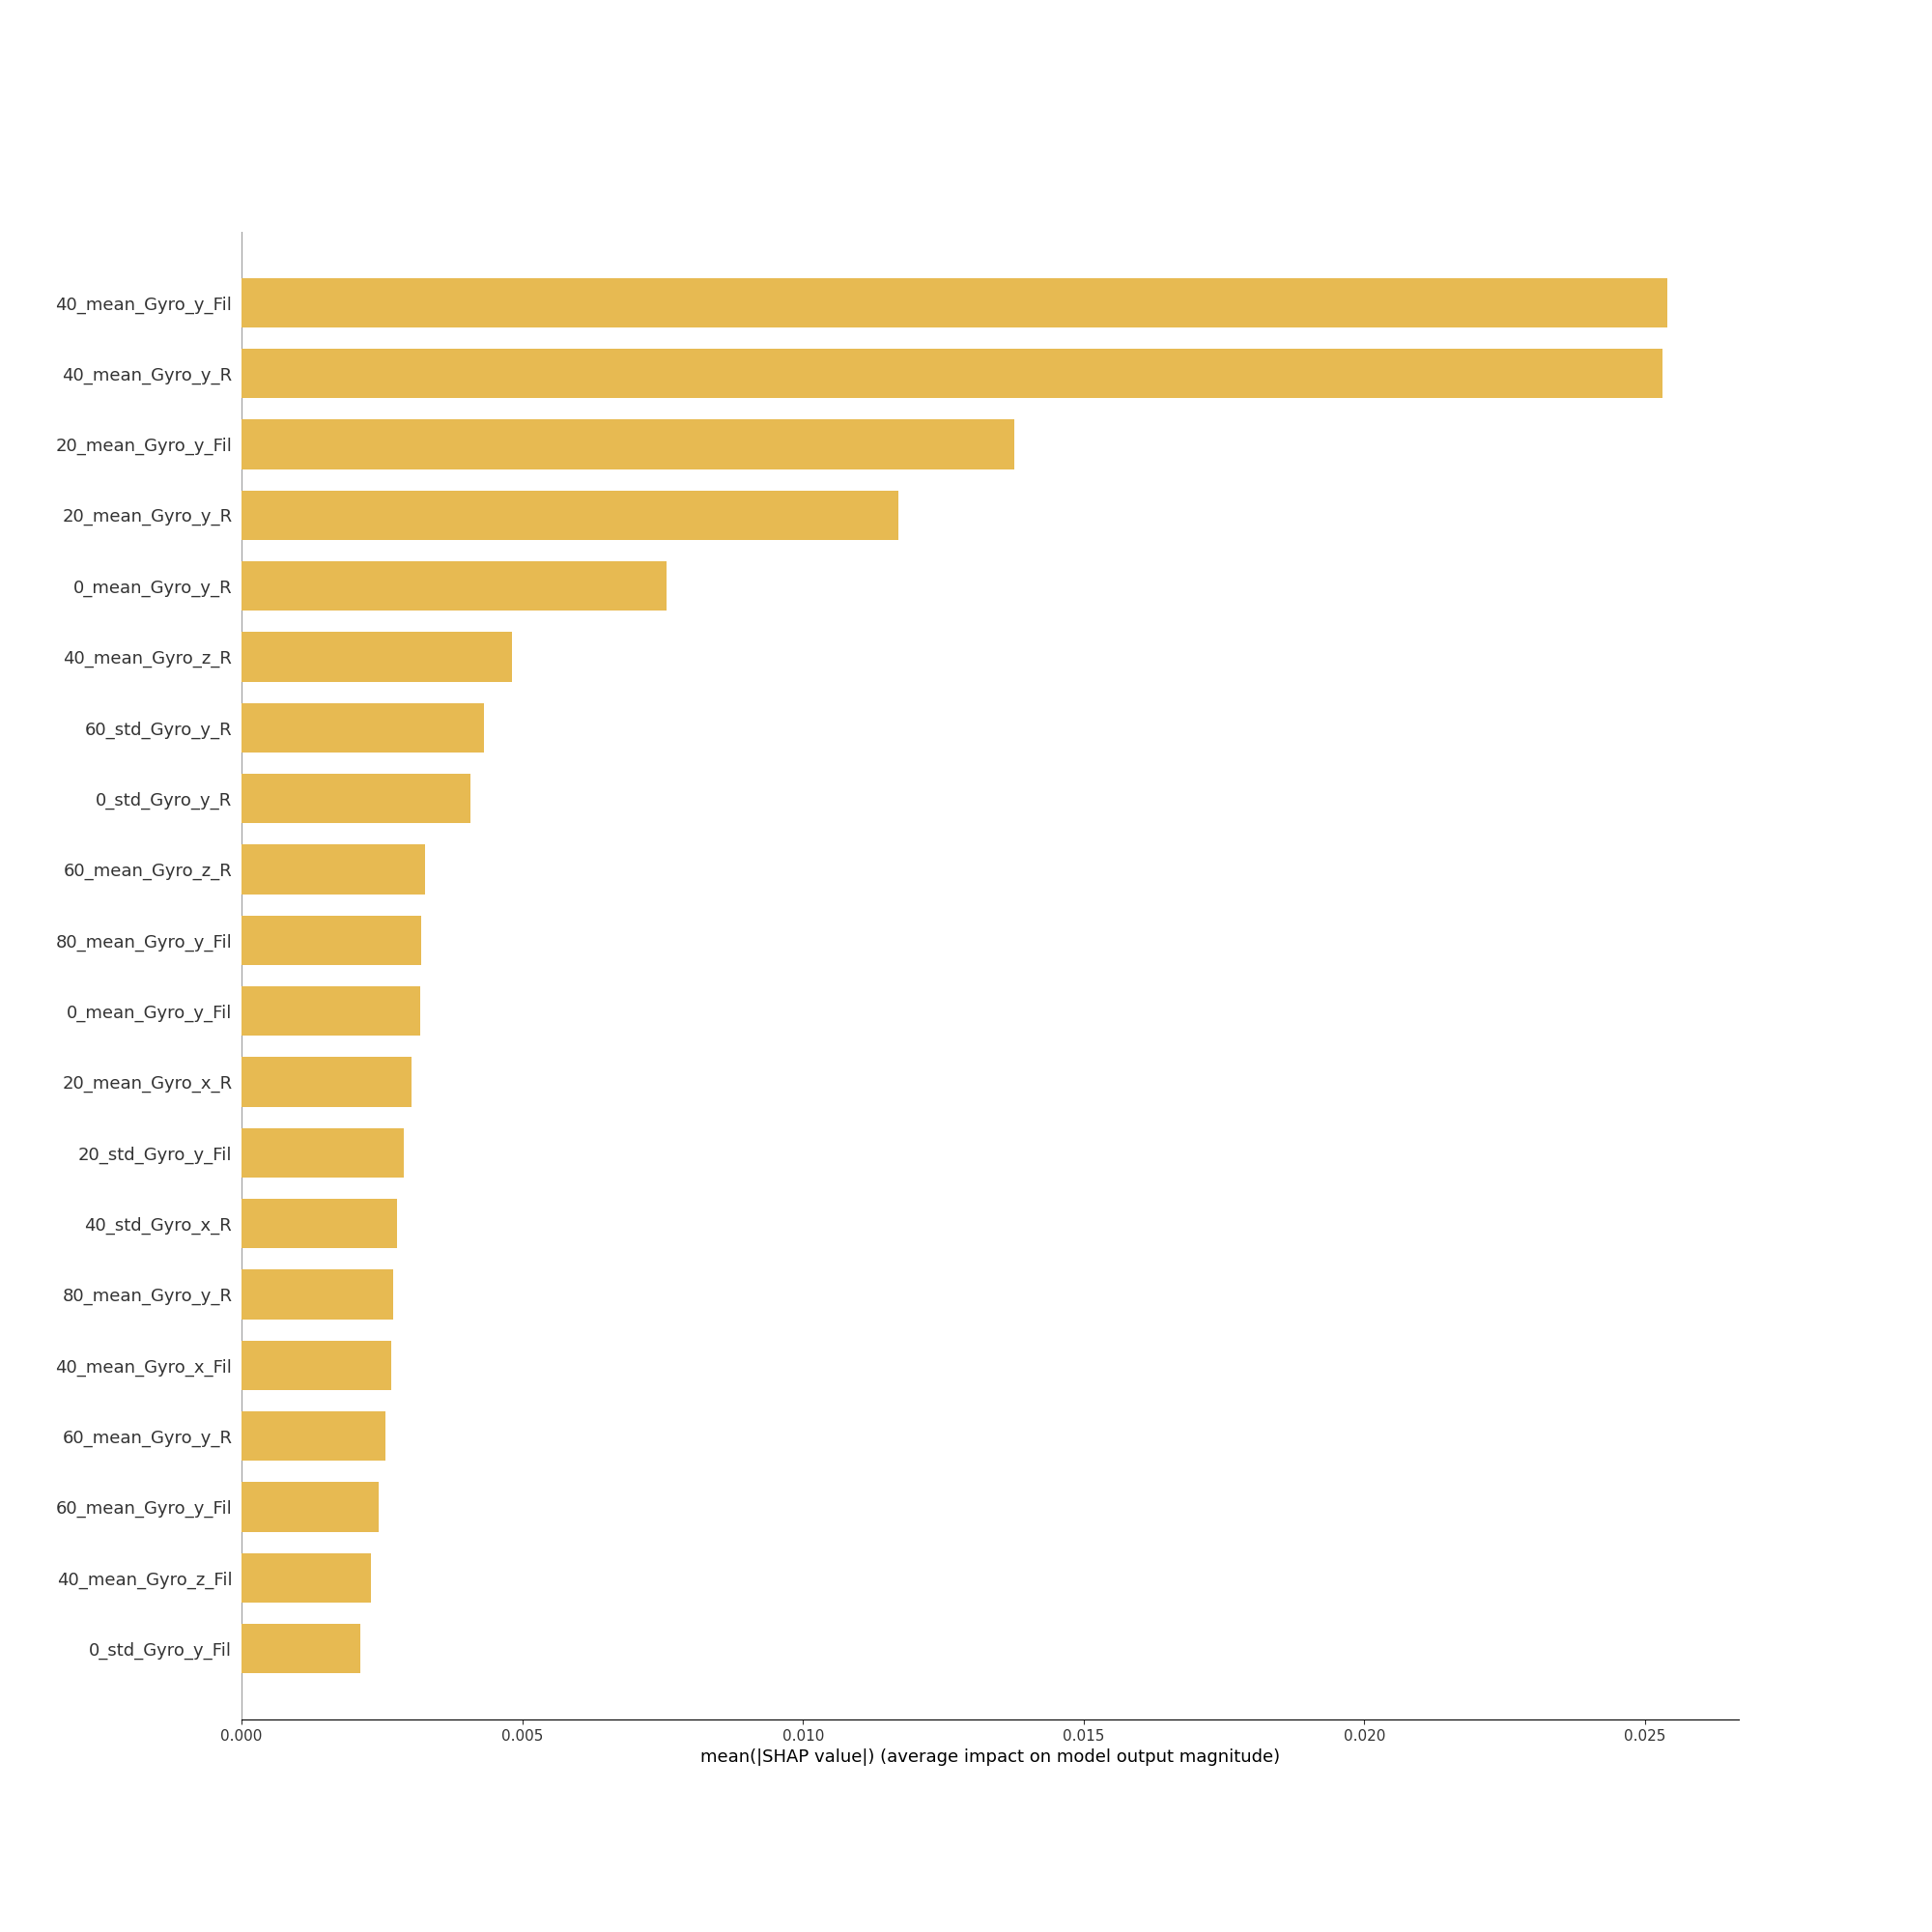 40_mean_Gyro_y_Fil
40_mean_Gyro_y_R
20_mean_Gyro_y_Fil
20_mean_Gyro_y_R
0_mean_Gyro_y_R
40_mean_Gyro_z_R
60_std_Gyro_y_R
0_std_Gyro_y_R
60_mean_Gyro_z_R
80_mean_Gyro_y_Fil
0_mean_Gyro_y_Fil
20_mean_Gyro_x_R
20_std_Gyro_y_Fil
40_std_Gyro_x_R
80_mean_Gyro_y_R
40_mean_Gyro_x_Fil
60_mean_Gyro_y_R
60_mean_Gyro_y_Fil
40_mean_Gyro_z_Fil
0_std_Gyro_y_Fil
0.000 0.005 0.010 0.015 0.020 0.025
mean(|SHAP value|) (average impact on model output magnitude)